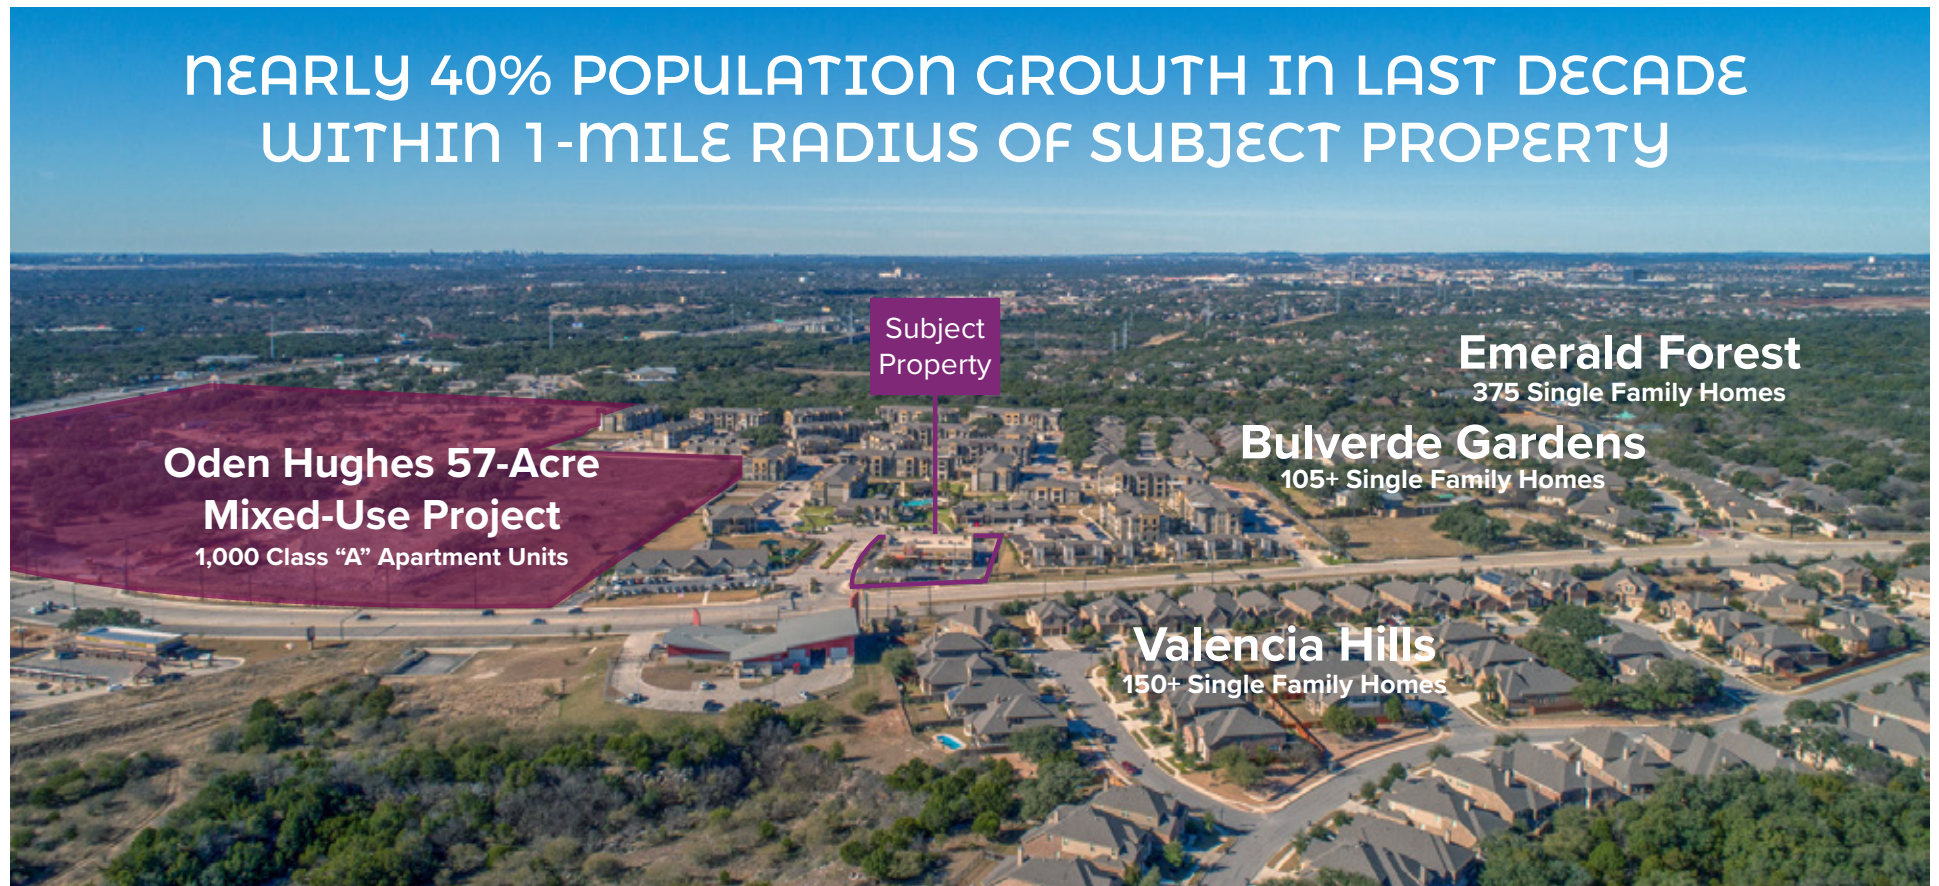 NEARLY 40% POPULATION GROWTH IN LAST DECADE
WITHIN 1-MILE RADIUS OF SUBJECT PROPERTY
Subject
Property
Emerald Forest
375 Single Family Homes
Bulverde Gardens
105+ Single Family Homes
Oden Hughes 57-Acre
Mixed-Use Project
1,000 Class “A” Apartment Units
Valencia Hills
150+ Single Family Homes